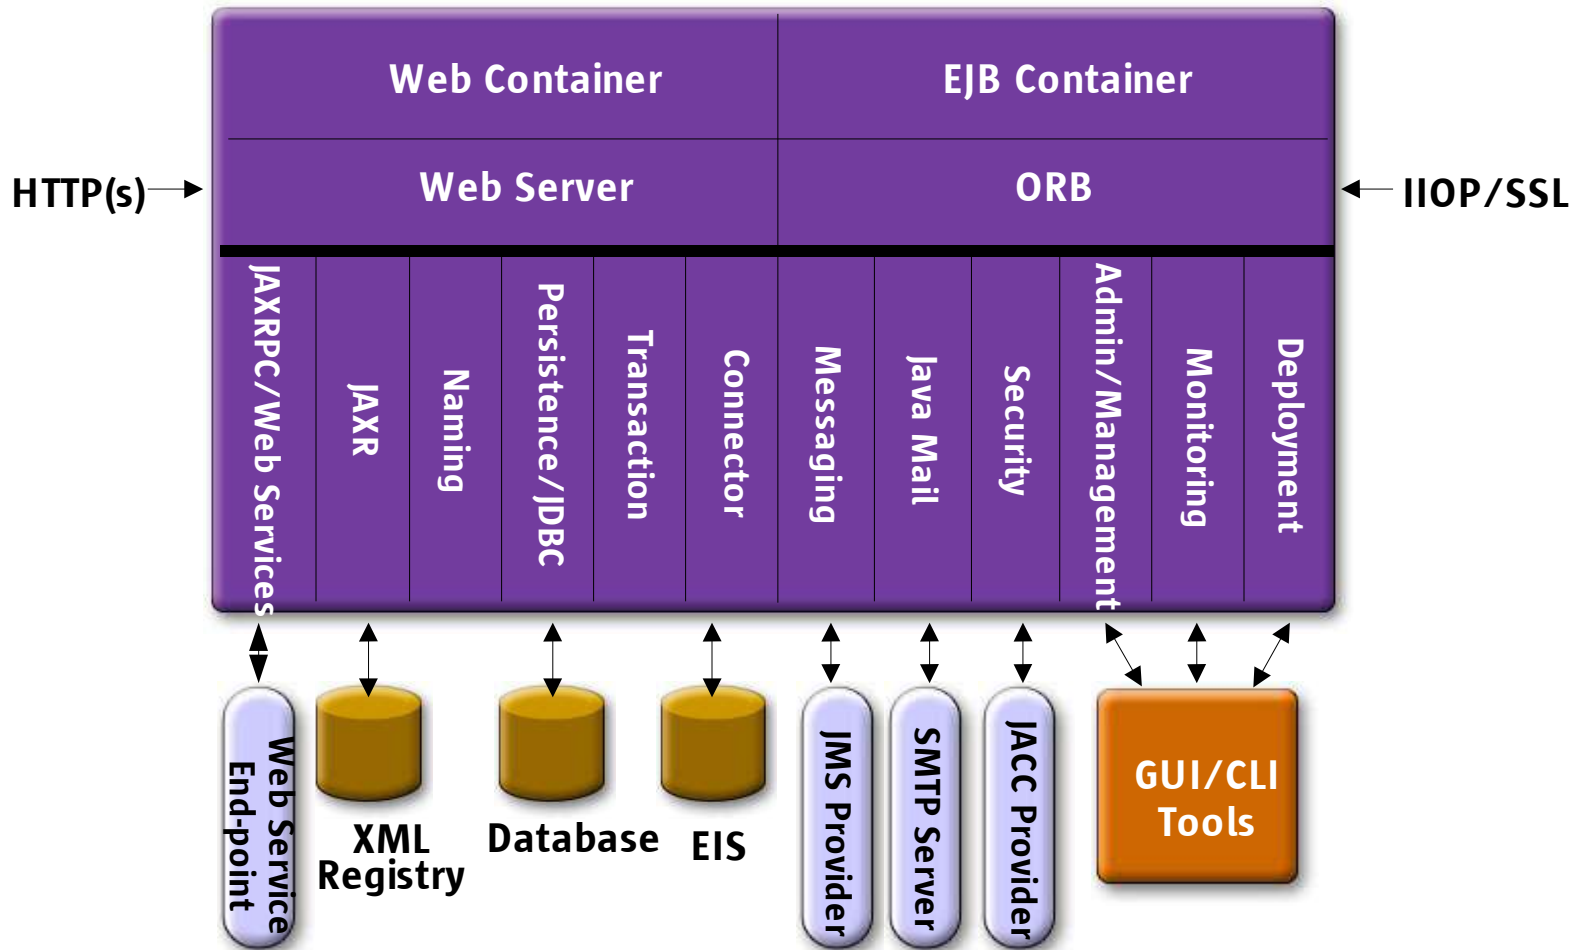 Web Container
EJB Container
HTTP(s)
Web Server
ORB
IIOP/SSL
JAXRPC/Web Services
JAXR
Naming
Persistence/JDBC
Transaction
Connector
Messaging
Java Mail
Security
Admin/Management
Monitoring
Deployment
Web Service
End-point
XML
Registry
Database
EIS
JMS Provider
SMTP Server
JACC Provider
GUI/CLI
Tools